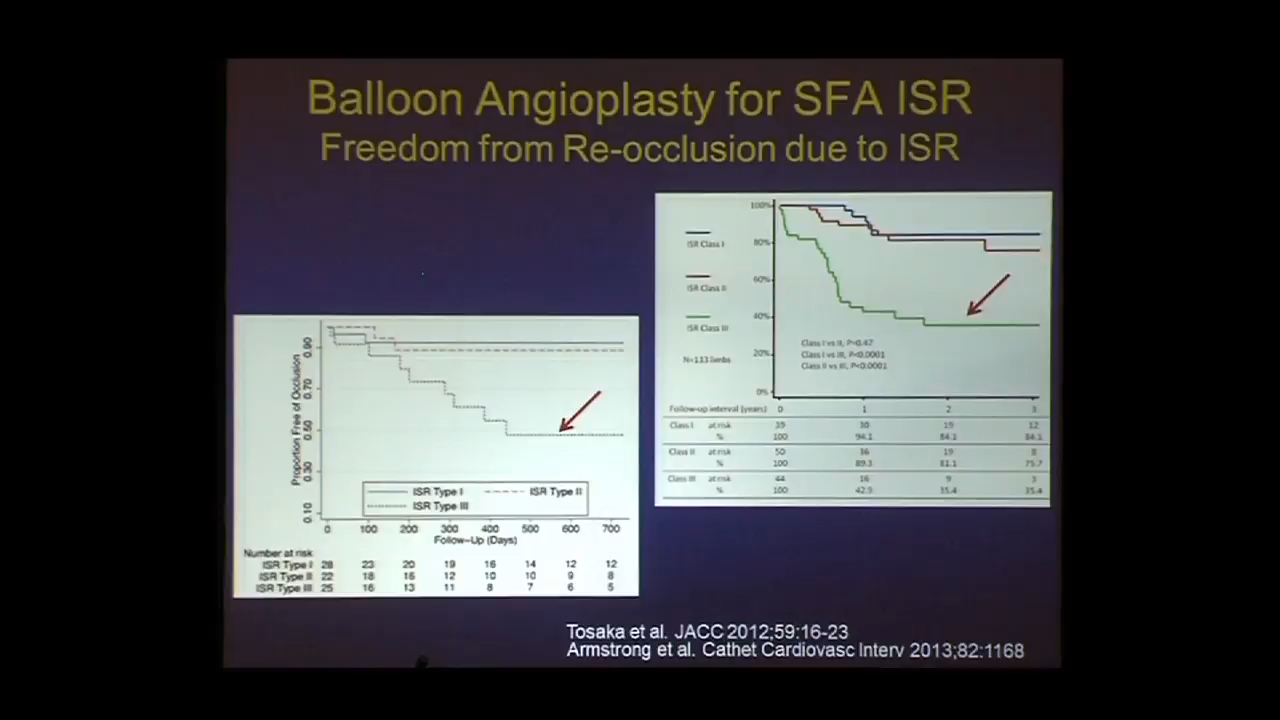 Balloon Angioplasty for SFA ISR
Freedom from Re-occlusion due to ISR
100%
80%
60%
40%
20%
0%
ISR Class I
ISR Class II
ISR Class III
N=133 limbs
Class I vs II, P=0.47
Class I vs III, P<0.0001
Class II vs III, P<0.0001
Follow-up interval (years) 0 1 2 3
Class I at risk 39 30 19 12
% 100 94.1 84.1 84.1
Class II at risk 50 36 19 8
% 100 89.3 81.1 75.7
Class III at risk 44 16 9 3
% 100 42.9 35.4 35.4
Proportion Free of Occlusion
0.90
0.70
0.50
0.30
0.10
ISR Type I ISR Type II
ISR Type III
0 100 200 300 400 500 600 700
Follow-Up (Days)
Number at risk
ISR Type I 28 23 20 19 16 14 12 12
ISR Type II 22 18 16 12 10 10 9 8
ISR Type III 25 16 13 11 8 7 6 5
Tosaka et al. JACC 2012;59:16-23
Armstrong et al. Cathet Cardiovasc Interv 2013;82:1168